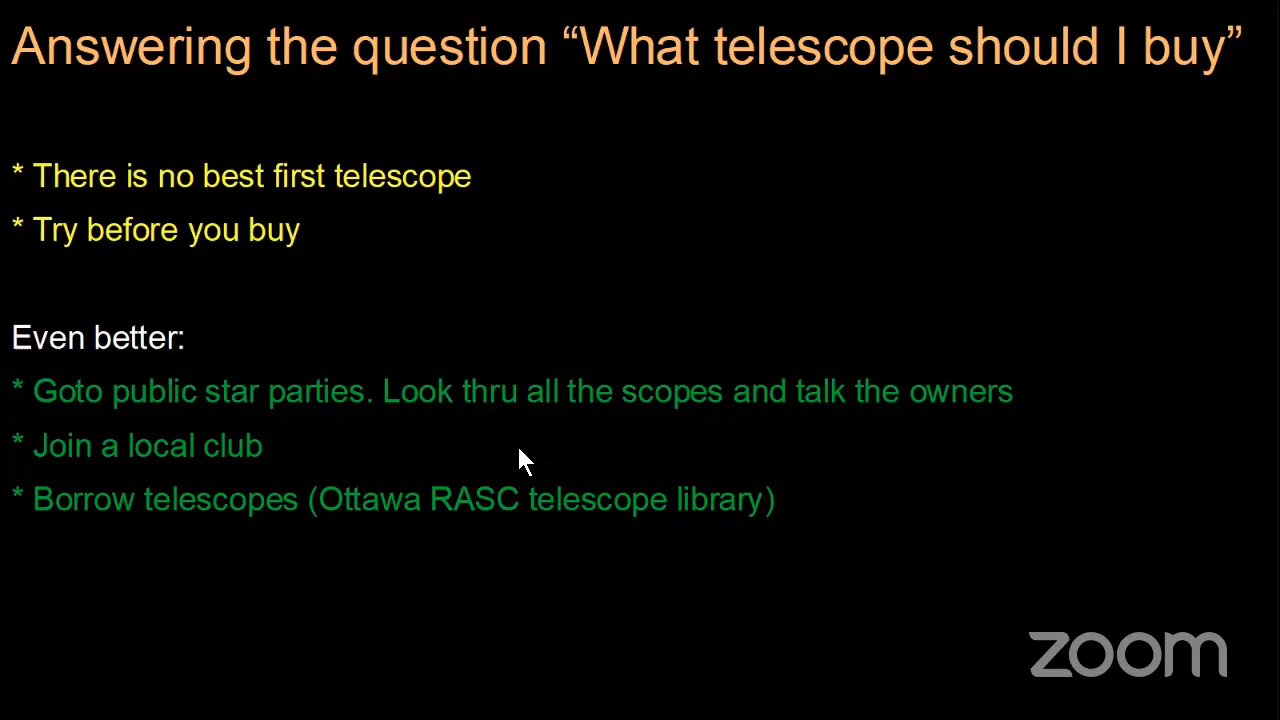 Answering the question “What telescope should I buy”
* There is no best first telescope
* Try before you buy
Even better:
* Goto public star parties. Look thru all the scopes and talk the owners
* Join a local club
* Borrow telescopes (Ottawa RASC telescope library)
zoom